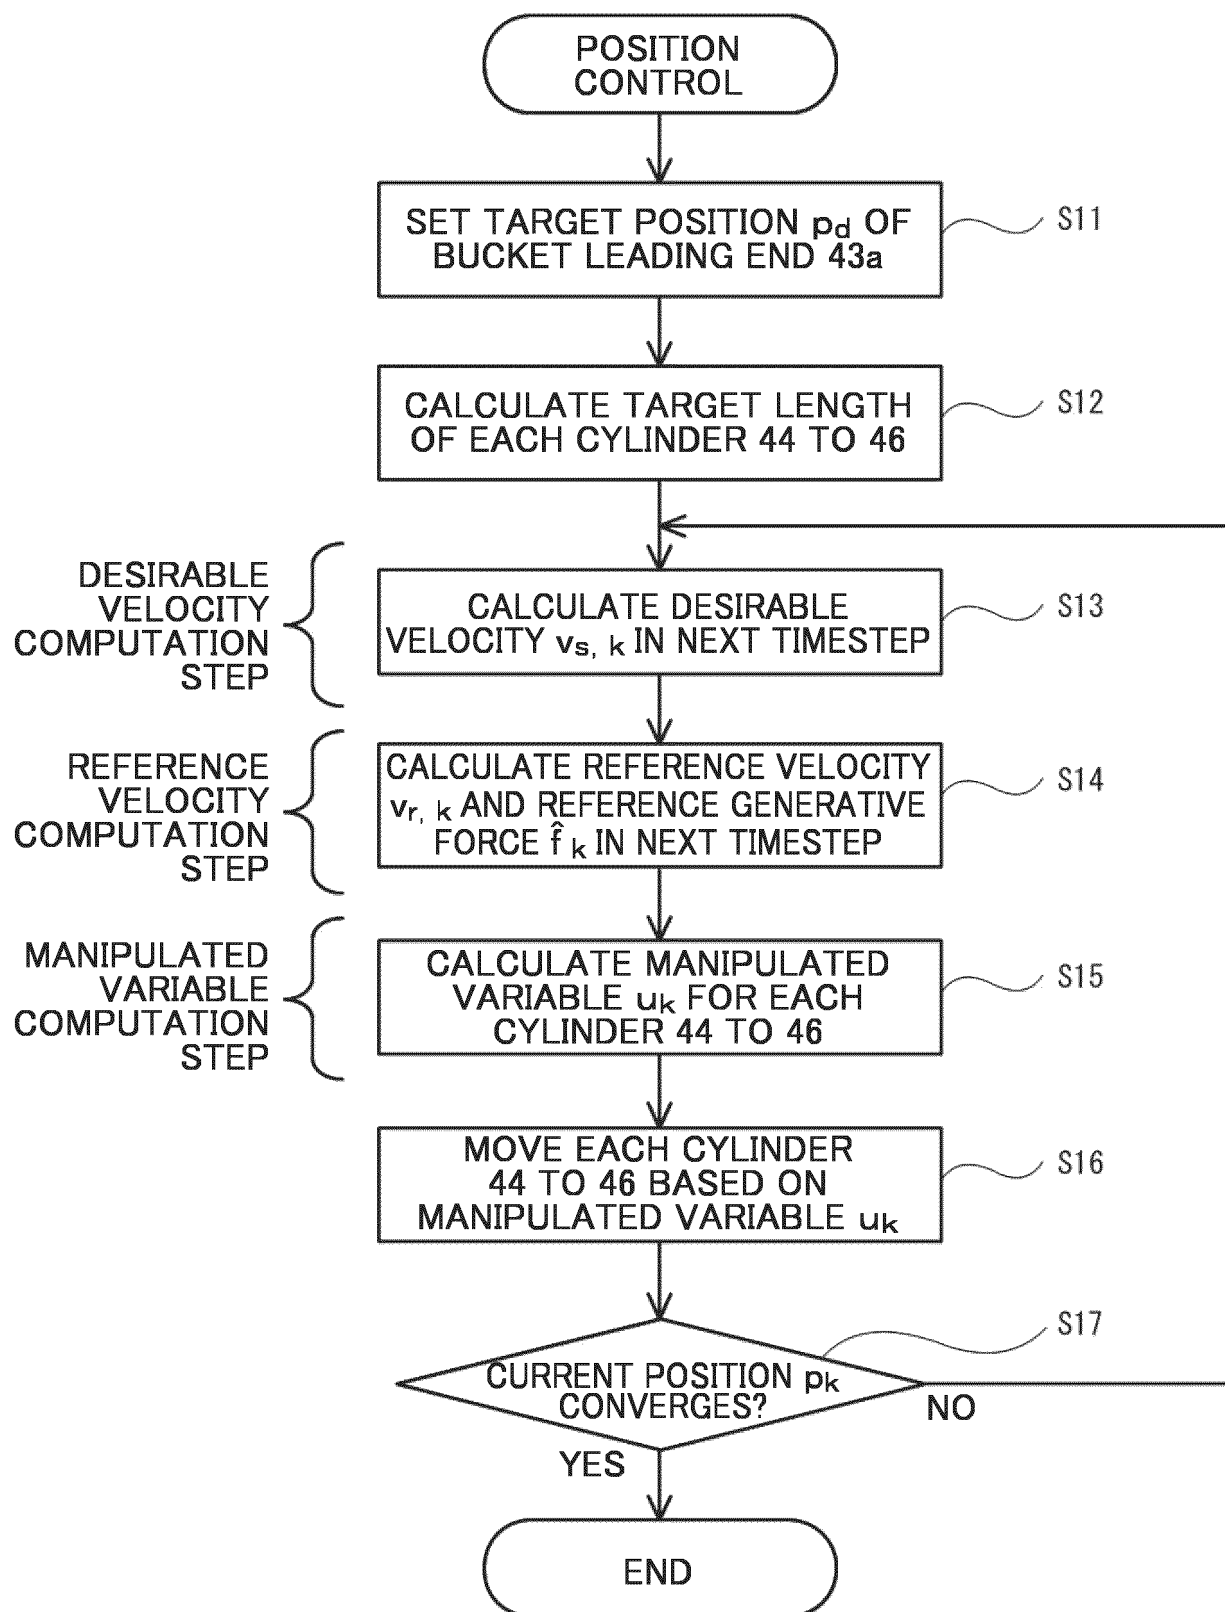 POSITION
CONTROL
SET TARGET POSITION pd OF
BUCKET LEADING END 43a
S11
CALCULATE TARGET LENGTH
OF EACH CYLINDER 44 TO 46
S12
DESIRABLE
VELOCITY
COMPUTATION
STEP
CALCULATE DESIRABLE
VELOCITY vs, k IN NEXT TIMESTEP
S13
REFERENCE
VELOCITY
COMPUTATION
STEP
CALCULATE REFERENCE VELOCITY
vr, k AND REFERENCE GENERATIVE
FORCE f̂ k IN NEXT TIMESTEP
S14
MANIPULATED
VARIABLE
COMPUTATION
STEP
CALCULATE MANIPULATED
VARIABLE uk FOR EACH
CYLINDER 44 TO 46
S15
MOVE EACH CYLINDER
44 TO 46 BASED ON
MANIPULATED VARIABLE uk
S16
CURRENT POSITION pk
CONVERGES?
S17
NO
YES
END